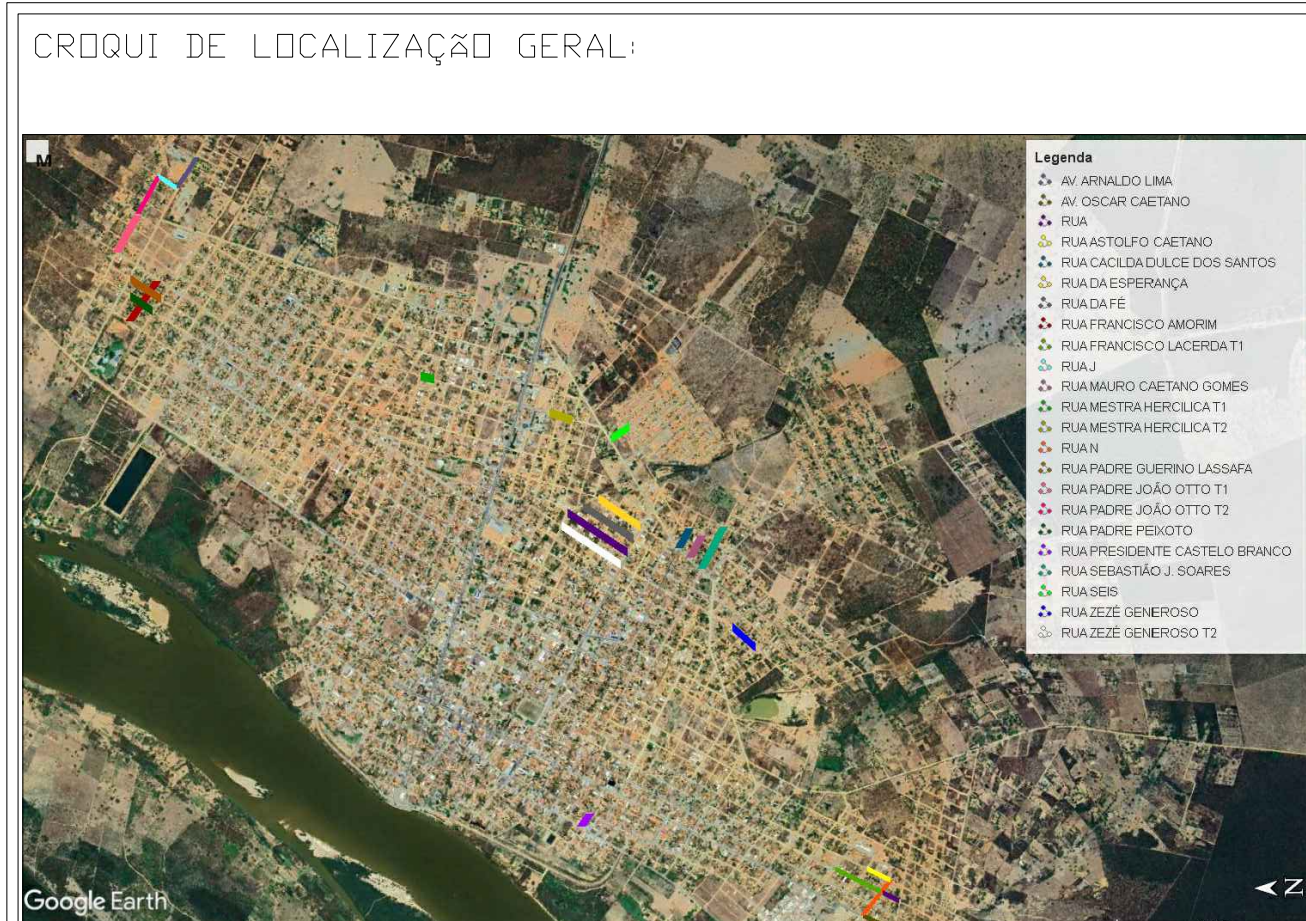 CROQUI DE LOCALIZAÇÃO GERAL:
M
Legenda
AV. ARNALDO LIMA
AV. OSCAR CAETANO
RUA
RUA ASTOLFO CAETANO
RUA CACILDA DULCE DOS SANTOS
RUA DA ESPERANÇA
RUA DA FÉ
RUA FRANCISCO AMORIM
RUA FRANCISCO LACERDA T1
RUA J
RUA MAURO CAETANO GOMES
RUA MESTRA HERCILICA T1
RUA MESTRA HERCILICA T2
RUA N
RUA PADRE GUERINO LASSAFA
RUA PADRE JOÃO OTTO T1
RUA PADRE JOÃO OTTO T2
RUA PADRE PEIXOTO
RUA PRESIDENTE CASTELO BRANCO
RUA SEBASTIÃO J. SOARES
RUA SEIS
RUA ZEZÉ GENEROSO
RUA ZEZÉ GENEROSO T2
Google Earth
N